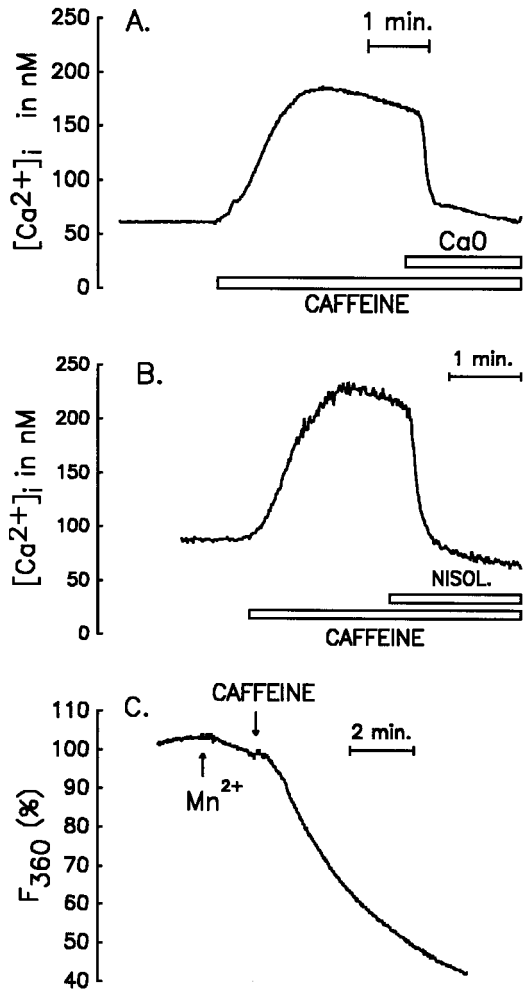 A.
1 min.
250
200
150
100
50
0
[Ca2+]i in nM
CaO
CAFFEINE
B.
1 min.
250
200
150
100
50
0
[Ca2+]i in nM
NISOL.
CAFFEINE
C.
CAFFEINE
2 min.
110
100
90
80
70
60
50
40
F360 (%)
Mn2+